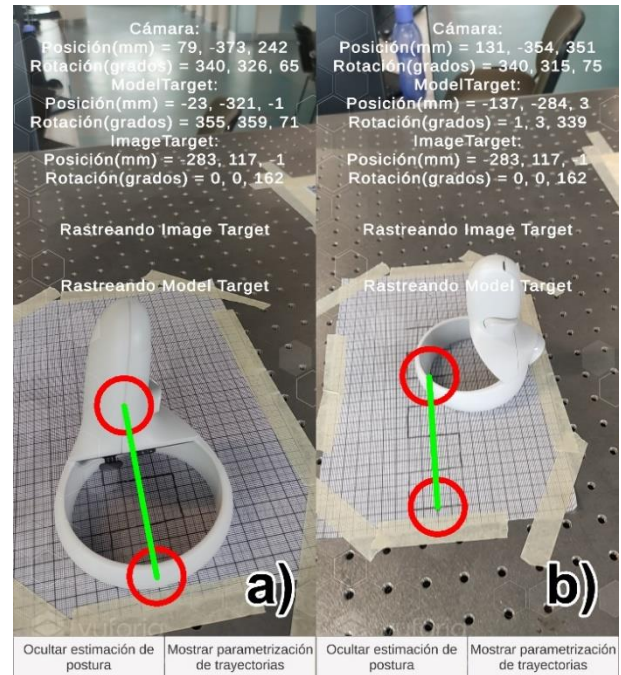 Cámara:
Posición(mm) = 79, -373, 242
Rotación(grados) = 340, 326, 65
ModelTarget:
Posición(mm) = -23, -321, -1
Rotación(grados) = 355, 359, 71
ImageTarget:
Posición(mm) = -283, 117, -1
Rotación(grados) = 0, 0, 162
Rastreando Image Target
Rastreando Model Target
a)
vuforia
Ocultar estimación de
postura
Mostrar parametrización
de trayectorias
Cámara:
Posición(mm) = 131, -354, 351
Rotación(grados) = 340, 315, 75
ModelTarget:
Posición(mm) = -137, -284, 3
Rotación(grados) = 1, 3, 339
ImageTarget:
Posición(mm) = -283, 117, -1
Rotación(grados) = 0, 0, 162
Rastreando Image Target
Rastreando Model Target
b)
vuforia
Ocultar estimación de
postura
Mostrar parametrización
de trayectorias